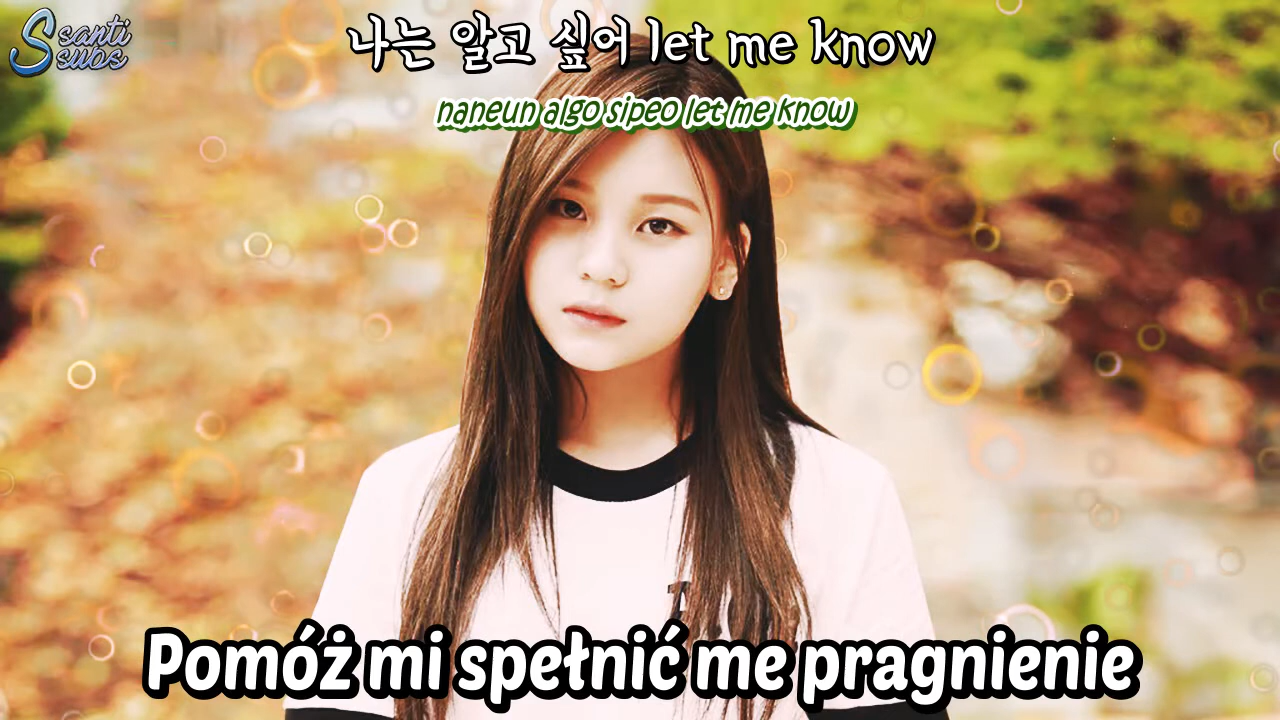 Ssanti
Subs
나는 알고 싶어 let me know
naneun algo sipeo let me know
Pomóż mi spełnić me pragnienie